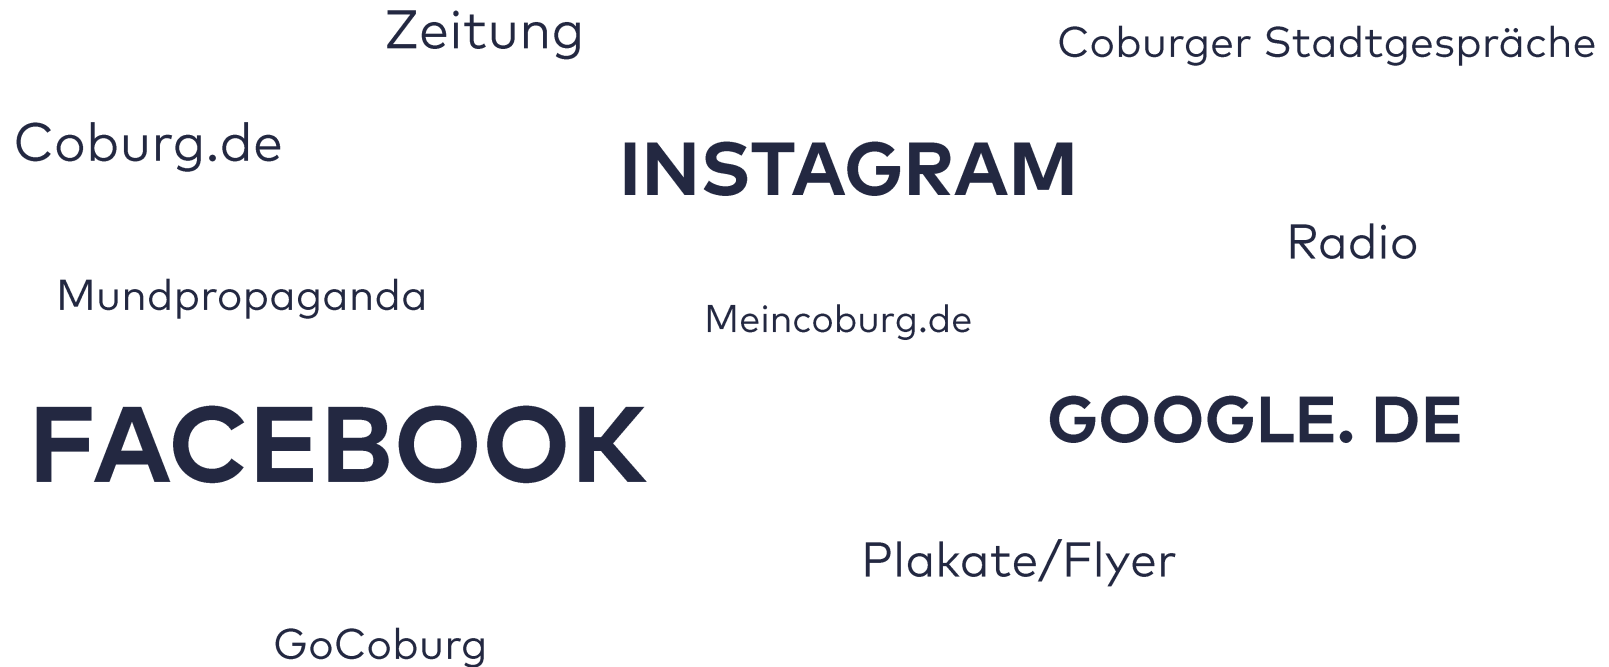 Zeitung
Coburger Stadtgespräche
Coburg.de
INSTAGRAM
Radio
Mundpropaganda
Meincoburg.de
FACEBOOK
GOOGLE. DE
Plakate/Flyer
GoCoburg